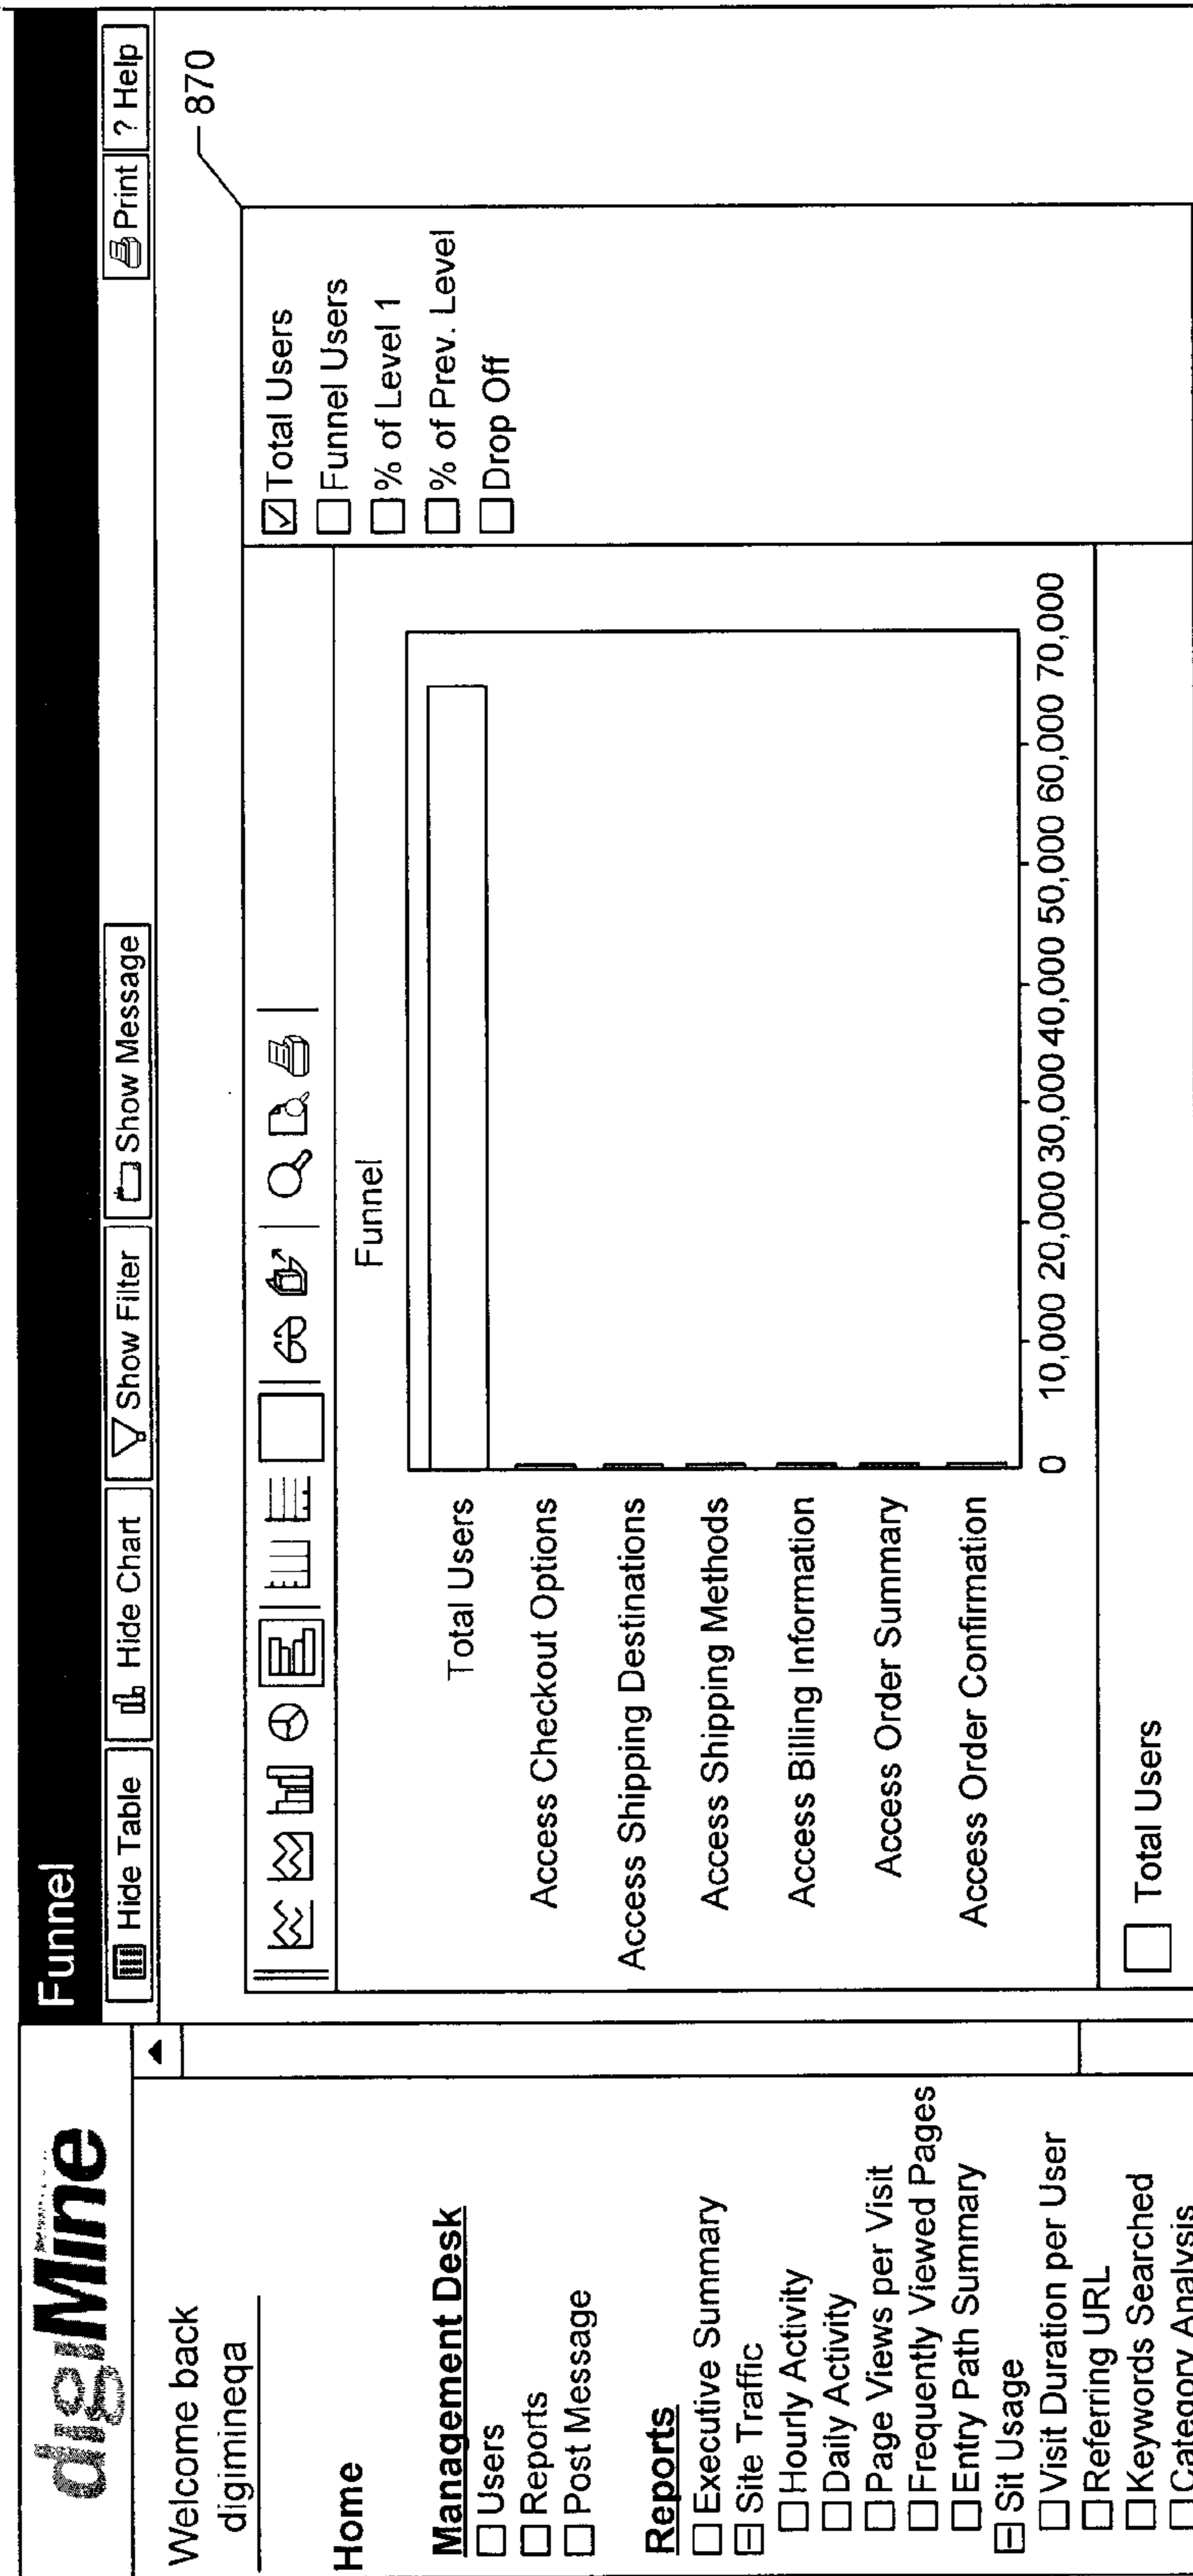 digiMine
Welcome back
digimineqa
Home
Management Desk
Users
Reports
Post Message
Reports
Executive Summary
Site Traffic
Hourly Activity
Daily Activity
Page Views per Visit
Frequently Viewed Pages
Entry Path Summary
Sit Usage
Visit Duration per User
Referring URL
Keywords Searched
Category Analysis
Funnel
Hide Table Hide Chart Show Filter Show Message Print ? Help
870
Funnel
Total Users
Access Checkout Options
Access Shipping Destinations
Access Shipping Methods
Access Billing Information
Access Order Summary
Access Order Confirmation
0 10,000 20,000 30,000 40,000 50,000 60,000 70,000
Total Users
Total Users
Funnel Users
% of Level 1
% of Prev. Level
Drop Off